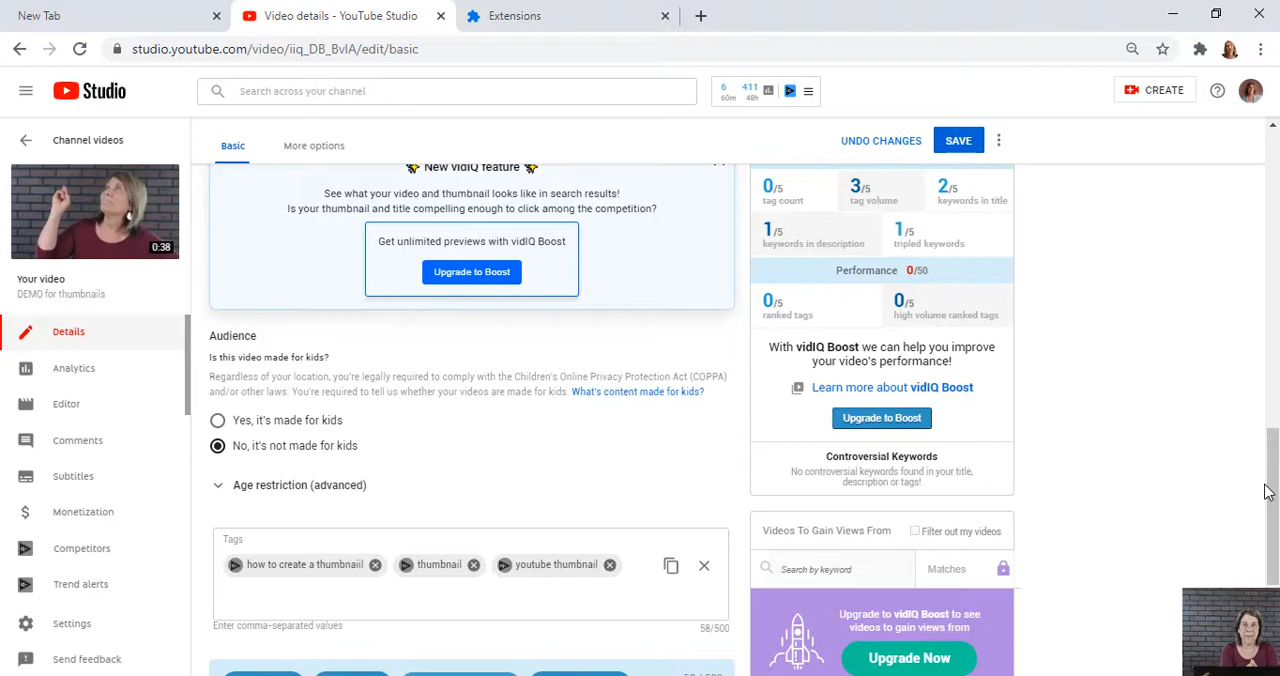 New Tab
Video details - YouTube Studio
Extensions
studio.youtube.com/video/iiq_DB_BvIA/edit/basic
Studio
Search across your channel
6 411
60m 48h
CREATE
Channel videos
Basic
More options
UNDO CHANGES
SAVE
0:38
Your video
DEMO for thumbnails
Details
Analytics
Editor
Comments
Subtitles
Monetization
Competitors
Trend alerts
Settings
Send feedback
New vidIQ feature
See what your video and thumbnail looks like in search results!
Is your thumbnail and title compelling enough to click among the competition?
Get unlimited previews with vidIQ Boost
Upgrade to Boost
Audience
Is this video made for kids?
Regardless of your location, you're legally required to comply with the Children's Online Privacy Protection Act (COPPA)
and/or other laws. You're required to tell us whether your videos are made for kids. What's content made for kids?
Yes, it's made for kids
No, it's not made for kids
Age restriction (advanced)
Tags
how to create a thumbnaiil
thumbnail
youtube thumbnail
Enter comma-separated values
58/500
0/5
tag count
3/5
tag volume
2/5
keywords in title
1/5
keywords in description
1/5
tripled keywords
Performance 0/50
0/5
ranked tags
0/5
high volume ranked tags
With vidIQ Boost we can help you improve
your video's performance!
Learn more about vidIQ Boost
Upgrade to Boost
Controversial Keywords
No controversial keywords found in your title,
description or tags!
Videos To Gain Views From
Filter out my videos
Search by keyword
Matches
Upgrade to vidIQ Boost to see
videos to gain views from
Upgrade Now